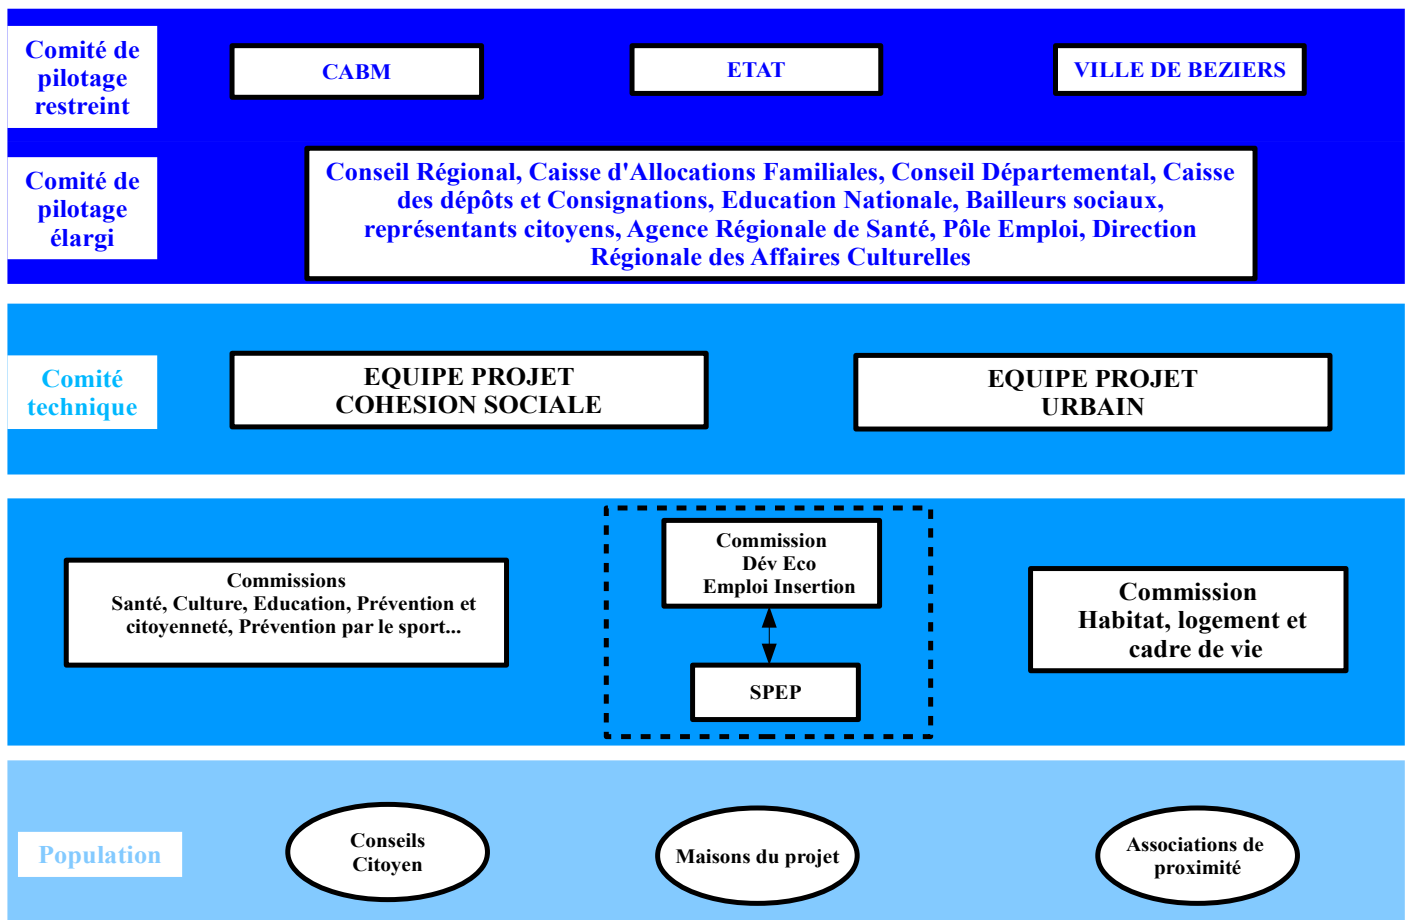 Comité de
pilotage
restreint
CABM
ETAT
VILLE DE BEZIERS
Comité de
pilotage
élargi
Conseil Régional, Caisse d'Allocations Familiales, Conseil Départemental, Caisse
des dépôts et Consignations, Education Nationale, Bailleurs sociaux,
représentants citoyens, Agence Régionale de Santé, Pôle Emploi, Direction
Régionale des Affaires Culturelles
Comité
technique
EQUIPE PROJET
COHESION SOCIALE
EQUIPE PROJET
URBAIN
Commissions
Santé, Culture, Education, Prévention et
citoyenneté, Prévention par le sport...
Commission
Dév Eco
Emploi Insertion
SPEP
Commission
Habitat, logement et
cadre de vie
Population
Conseils
Citoyen
Maisons du projet
Associations de
proximité